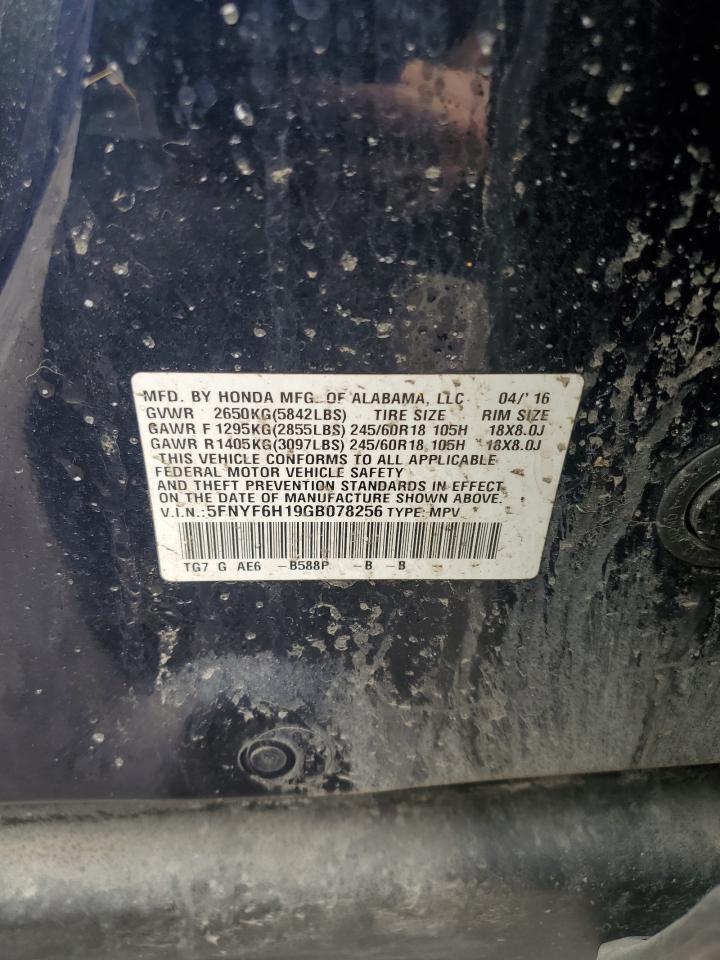 MFD. BY HONDA MFG. OF ALABAMA, LLC 04/'16
GVWR 2650KG(5842LBS) TIRE SIZE RIM SIZE
GAWR F 1295KG(2855LBS) 245/60R18 105H 18X8.0J
GAWR R 1405KG(3097LBS) 245/60R18 105H 18X8.0J
THIS VEHICLE CONFORMS TO ALL APPLICABLE
FEDERAL MOTOR VEHICLE SAFETY
AND THEFT PREVENTION STANDARDS IN EFFECT
ON THE DATE OF MANUFACTURE SHOWN ABOVE.
V.I.N.:5FNYF6H19GB078256 TYPE: MPV
TG7 G AE6 -B588P -B -B